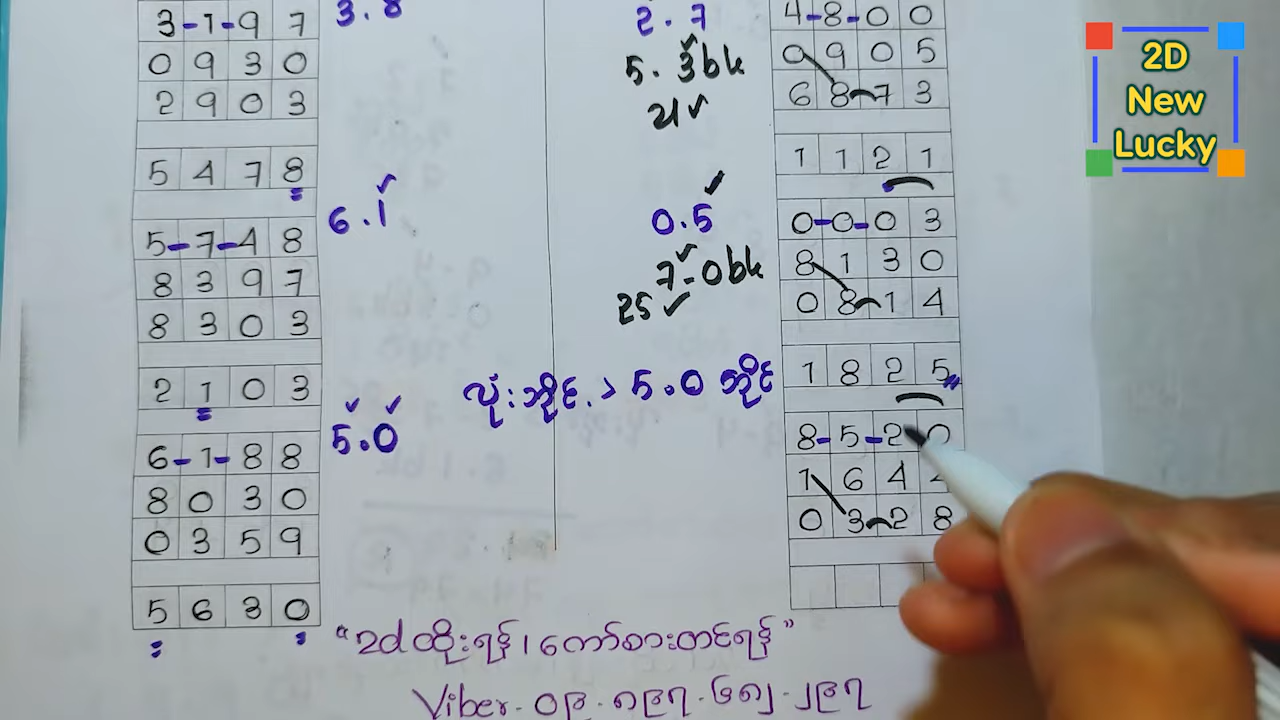 3-1-9 7
0 9 3 0
2 9 0 3
5 4 7 8
5-7-4 8
8 3 9 7
8 3 0 3
2 1 0 3
6-1-8 8
8 0 3 0
0 3 5 9
5 6 3 0
3.8
6.1
5.0
2.7
5.3bk
21
0.5
7.0bk
25
လုံးဘိုင် > 5.0 ဘိုင်
4-8-0 0
0 9 0 5
6 8 7 3
1 1 2 1
0-0-0 3
8 1 3 0
0 8 1 4
1 8 2 5
8-5-2 0
1 6 4
0 3 2 8
"2d ထိုးရန်၊ ကော်စားတင်ရန်"
Viber-
2D
New
Lucky